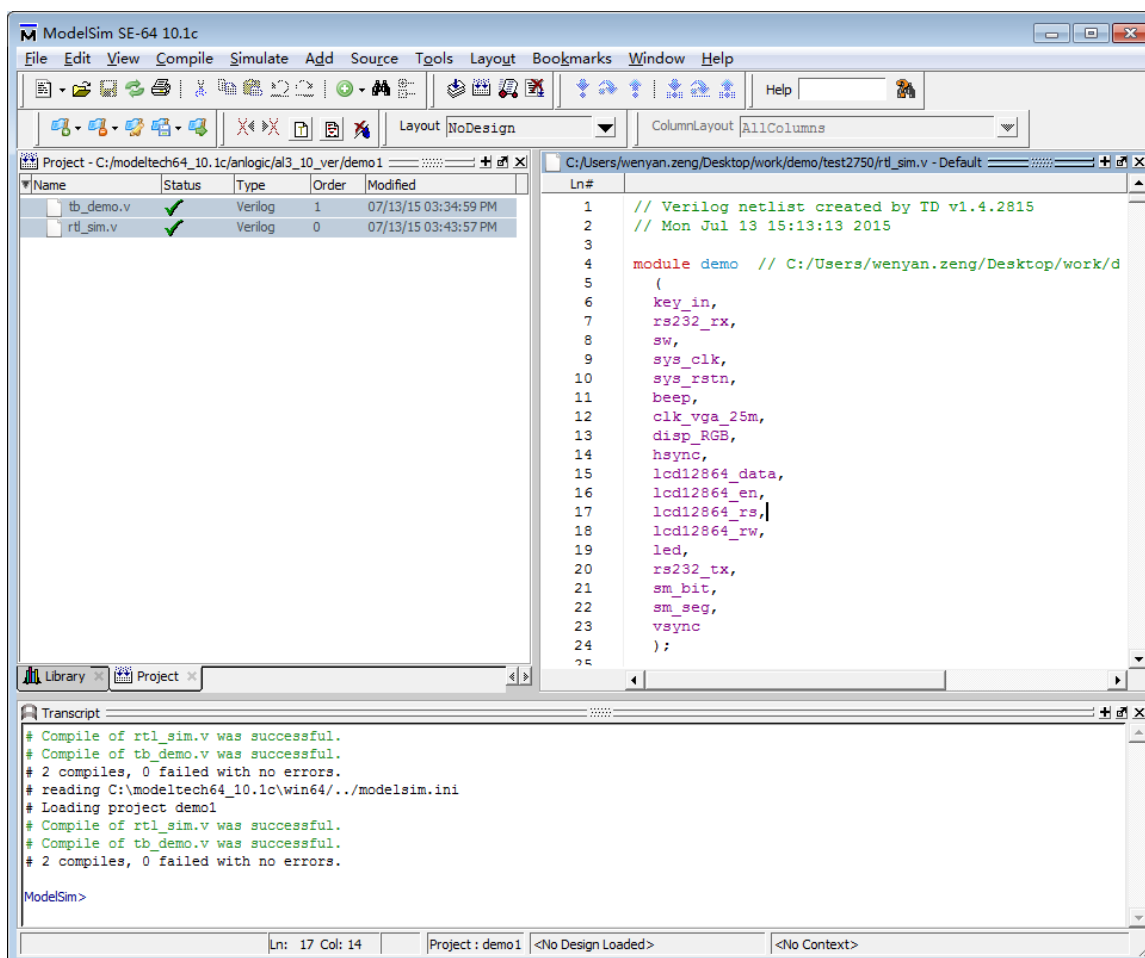 ModelSim SE-64 10.1c
File Edit View Compile Simulate Add Source Tools Layout Bookmarks Window Help
Help
Layout NoDesign
ColumnLayout AllColumns
Project - C:/modeltech64_10.1c/anlogic/al3_10_ver/demo1
Name Status Type Order Modified
tb_demo.v Verilog 1 07/13/15 03:34:59 PM
rtl_sim.v Verilog 0 07/13/15 03:43:57 PM
Library Project
C:/Users/wenyan.zeng/Desktop/work/demo/test2750/rtl_sim.v - Default
Ln#
1 // Verilog netlist created by TD v1.4.2815
2 // Mon Jul 13 15:13:13 2015
3
4 module demo // C:/Users/wenyan.zeng/Desktop/work/d
5 (
6 key_in,
7 rs232_rx,
8 sw,
9 sys_clk,
10 sys_rstn,
11 beep,
12 clk_vga_25m,
13 disp_RGB,
14 hsync,
15 lcd12864_data,
16 lcd12864_en,
17 lcd12864_rs,
18 lcd12864_rw,
19 led,
20 rs232_tx,
21 sm_bit,
22 sm_seg,
23 vsync
24 );
25
Transcript
# Compile of rtl_sim.v was successful.
# Compile of tb_demo.v was successful.
# 2 compiles, 0 failed with no errors.
# reading C:\modeltech64_10.1c\win64/../modelsim.ini
# Loading project demo1
# Compile of rtl_sim.v was successful.
# Compile of tb_demo.v was successful.
# 2 compiles, 0 failed with no errors.
ModelSim>
Ln: 17 Col: 14 Project : demo1 <No Design Loaded> <No Context>